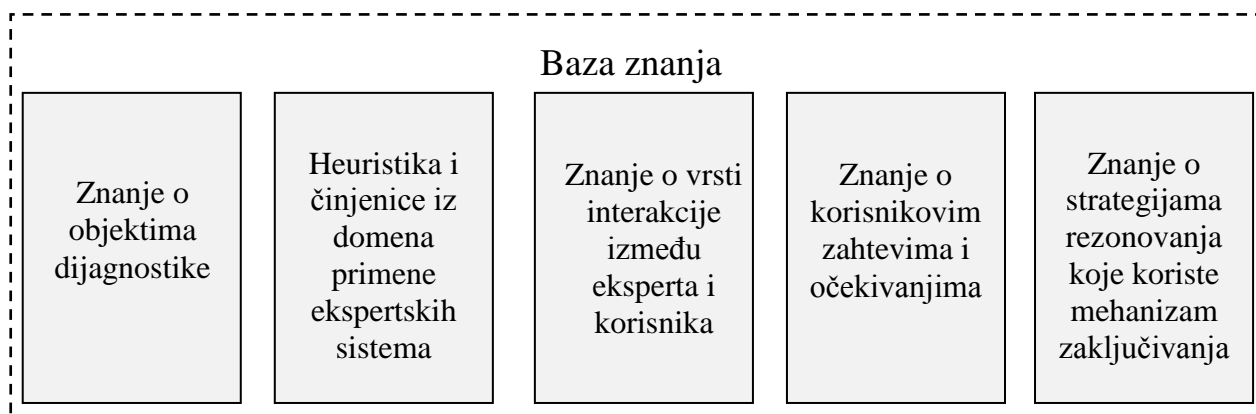 Baza znanja
Znanje o
objektima
dijagnostike
Heuristika i
činjenice iz
domena
primene
ekspertskih
sistema
Znanje o vrsti
interakcije
između
eksperta i
korisnika
Znanje o
korisnikovim
zahtevima i
očekivanjima
Znanje o
strategijama
rezonovanja
koje koriste
mehanizam
zaključivanja